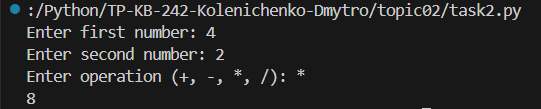 :/Python/TP-KB-242-Kolenichenko-Dmytro/topic02/task2.py
Enter first number: 4
Enter second number: 2
Enter operation (+, -, *, /): *
8